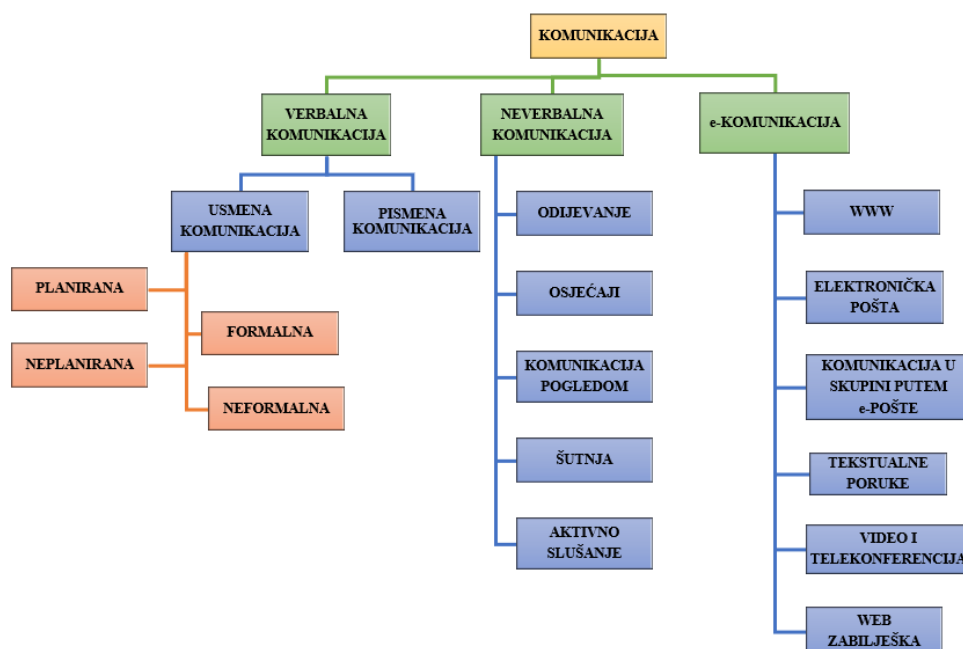 KOMUNIKACIJA
VERBALNA
KOMUNIKACIJA
NEVERBALNA
KOMUNIKACIJA
e-KOMUNIKACIJA
USMENA
KOMUNIKACIJA
PISMENA
KOMUNIKACIJA
PLANIRANA
NEPLANIRANA
FORMALNA
NEFORMALNA
ODIJEVANJE
OSJEĆAJI
KOMUNIKACIJA
POGLEDOM
ŠUTNJA
AKTIVNO
SLUŠANJE
WWW
ELEKTRONIČKA
POŠTA
KOMUNIKACIJA U
SKUPINI PUTEM
e-POŠTE
TEKSTUALNE
PORUKE
VIDEO I
TELEKONFERENCIJA
WEB
ZABILJEŠKA